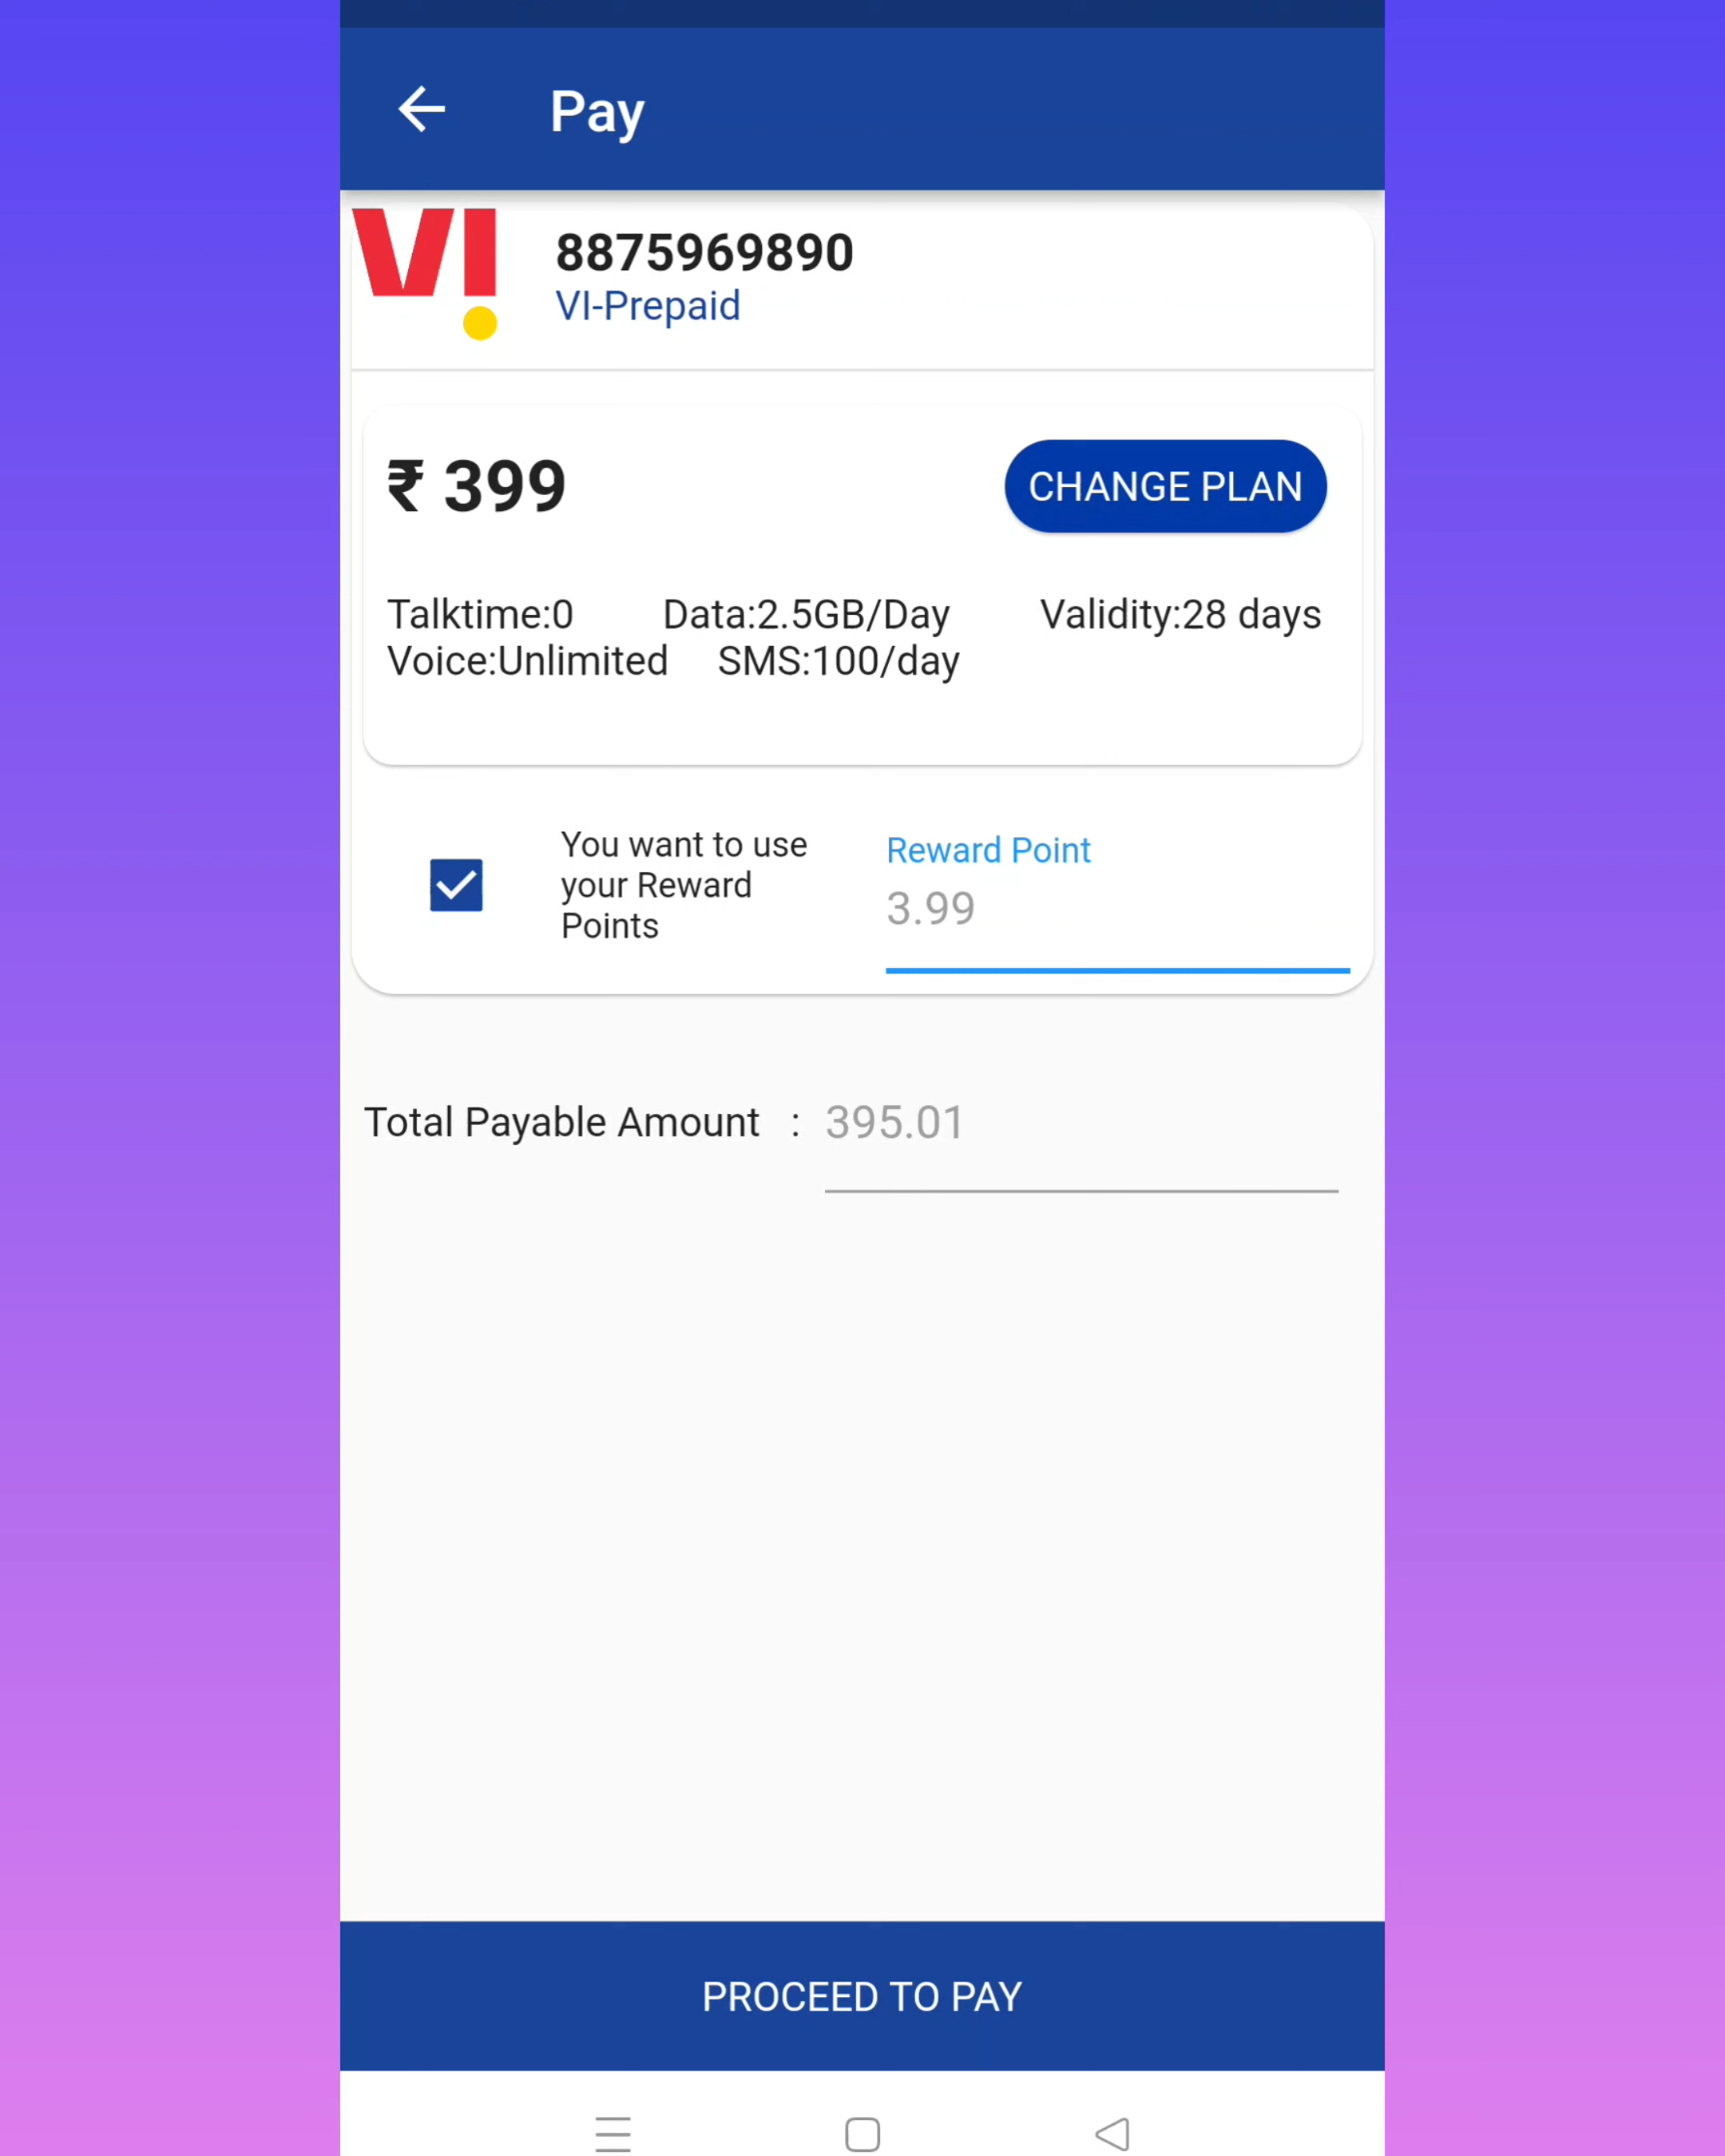 Pay
VI
8875969890
VI-Prepaid
₹ 399
CHANGE PLAN
Talktime:0 Data:2.5GB/Day Validity:28 days
Voice:Unlimited SMS:100/day
You want to use
your Reward
Points
Reward Point
3.99
Total Payable Amount : 395.01
PROCEED TO PAY